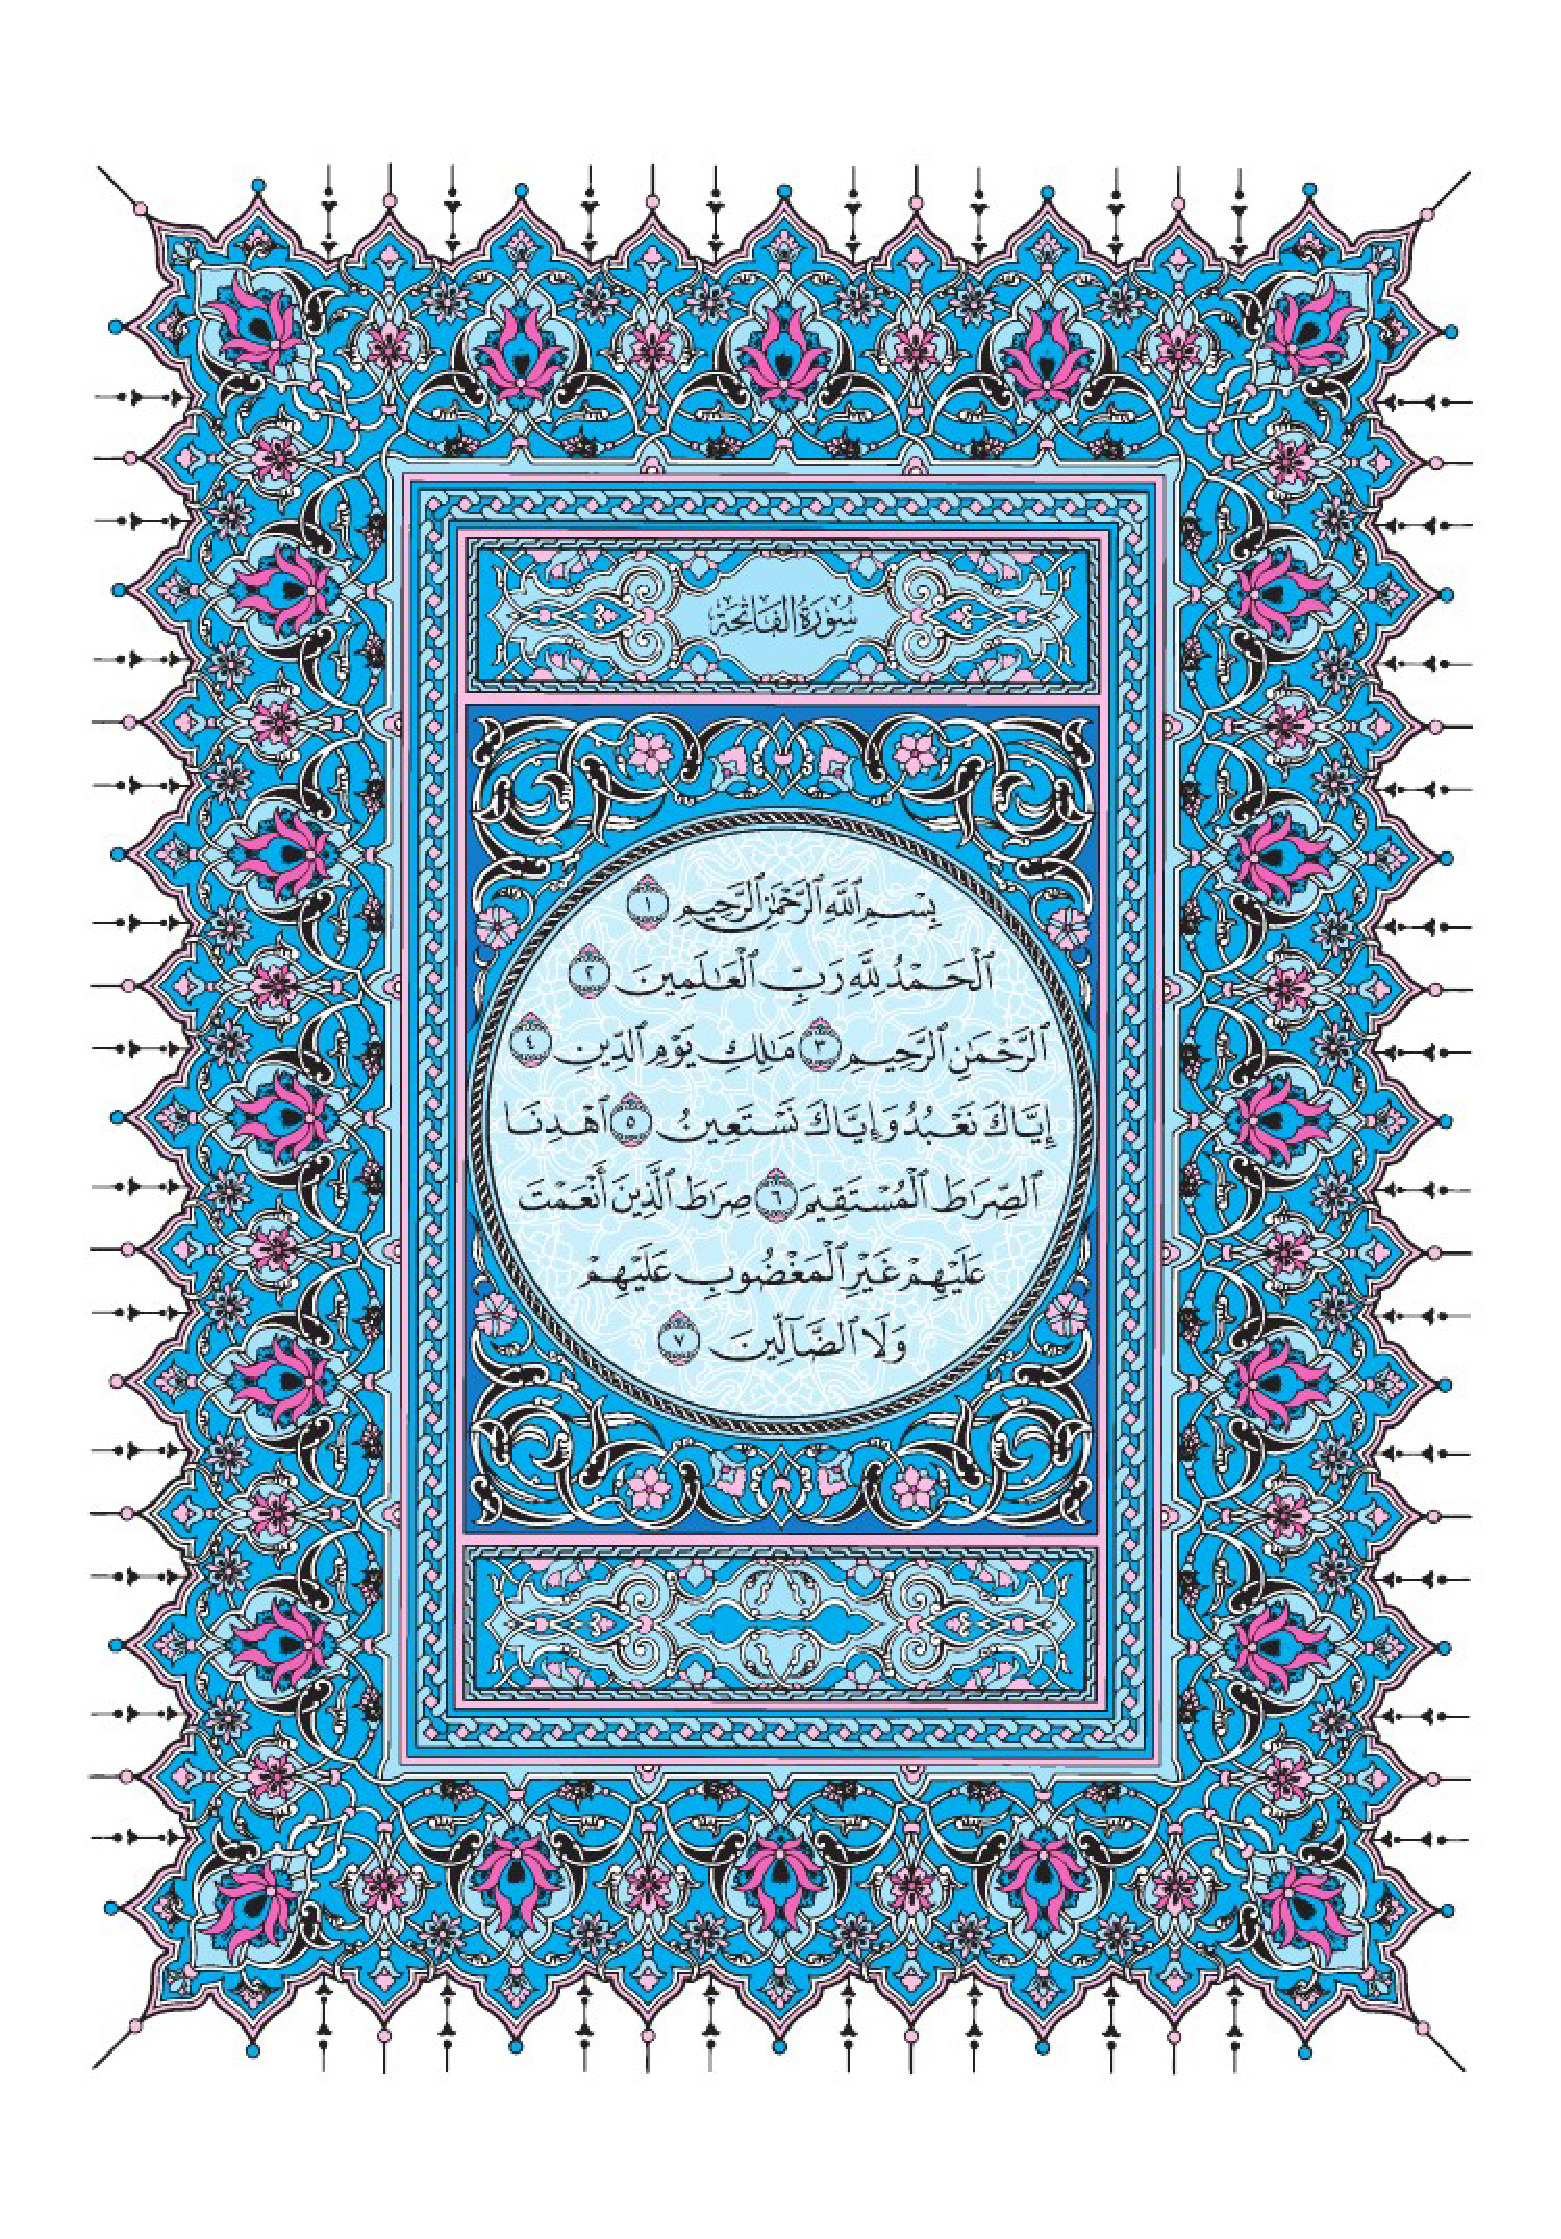 سُورَةُ الفَاتِحَةِ
بِسْمِ ٱللَّهِ ٱلرَّحْمَٰنِ ٱلرَّحِيمِ ١
ٱلْحَمْدُ لِلَّهِ رَبِّ ٱلْعَٰلَمِينَ ٢
ٱلرَّحْمَٰنِ ٱلرَّحِيمِ ٣ مَٰلِكِ يَوْمِ ٱلدِّينِ ٤
إِيَّاكَ نَعْبُدُ وَإِيَّاكَ نَسْتَعِينُ ٥ ٱهْدِنَا
ٱلصِّرَٰطَ ٱلْمُسْتَقِيمَ ٦ صِرَٰطَ ٱلَّذِينَ أَنْعَمْتَ
عَلَيْهِمْ غَيْرِ ٱلْمَغْضُوبِ عَلَيْهِمْ
وَلَا ٱلضَّآلِّينَ ٧